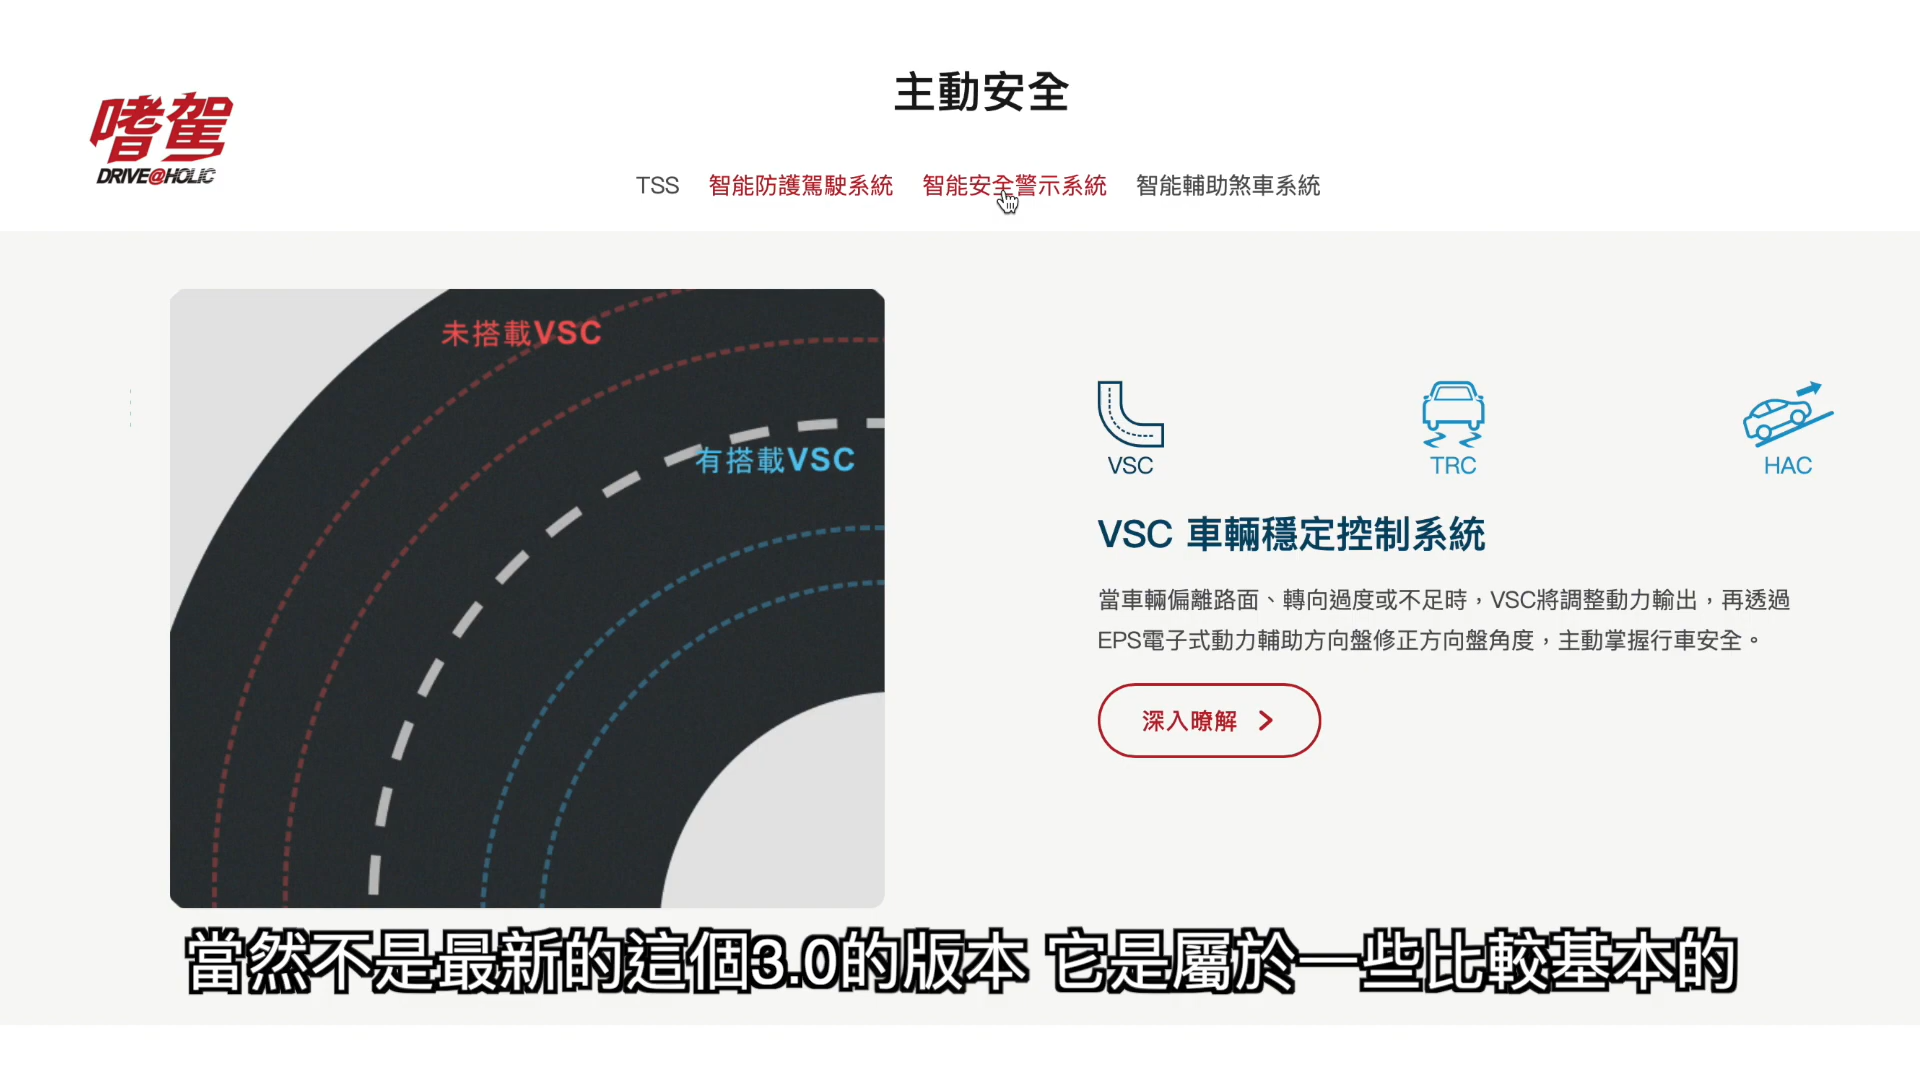 主動安全
嗜駕
DRIVE@HOLIC
TSS 智能防護駕駛系統 智能安全警示系統 智能輔助煞車系統
未搭載VSC
有搭載VSC
VSC TRC HAC
VSC 車輛穩定控制系統
當車輛偏離路面、轉向過度或不足時，VSC將調整動力輸出，再透過
EPS電子式動力輔助方向盤修正方向盤角度，主動掌握行車安全。
深入瞭解
當然不是最新的這個3.0的版本 它是屬於一些比較基本的